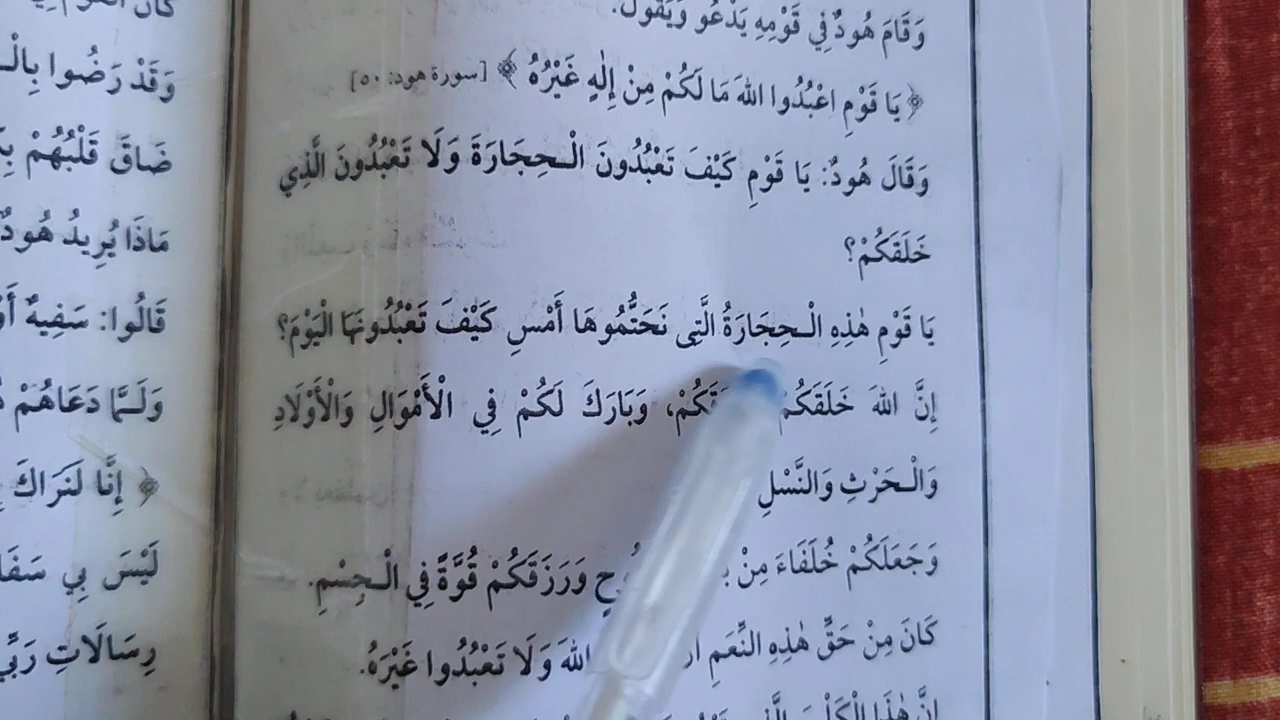 وَقَامَ هُودٌ فِي قَوْمِهِ يَدْعُو وَيَقُولُ.
﴿ يَا قَوْمِ اعْبُدُوا اللهَ مَا لَكُمْ مِنْ إِلٰهٍ غَيْرُهُ ﴾ [سورة هود: ٥٠]
وَقَالَ هُودٌ: يَا قَوْمِ كَيْفَ تَعْبُدُونَ الْحِجَارَةَ وَلَا تَعْبُدُونَ الَّذِي
خَلَقَكُمْ؟
يَا قَوْمِ هٰذِهِ الْحِجَارَةُ الَّتِى نَحَتُّمُوهَا أَمْسِ كَيْفَ تَعْبُدُونَهَا الْيَوْمَ؟
إِنَّ اللهَ خَلَقَكُمْ وَبَارَكَ لَكُمْ فِي الْأَمْوَالِ وَالْأَوْلَادِ
وَالْحَرْثِ وَالنَّسْلِ
وَجَعَلَكُمْ خُلَفَاءَ مِنْ وَرَزَقَكُمْ قُوَّةً فِي الْجِسْمِ.
كَانَ مِنْ حَقِّ هٰذِهِ النِّعَمِ اللهَ وَلَا تَعْبُدُوا غَيْرَهُ.
إِنَّ هٰذَا الْكَلْبَ الَّذِي
كَانَ
وَقَدْ رَضُوا
ضَاقَ قَلْبُهُمْ
مَاذَا يُرِيدُ هُودٌ
قَالُوا: سَفِيهٌ
وَلَمَّا دَعَاهُمْ
﴿ إِنَّا لَنَرَاكَ
لَيْسَ بِي
رِسَالَاتِ رَبِّي